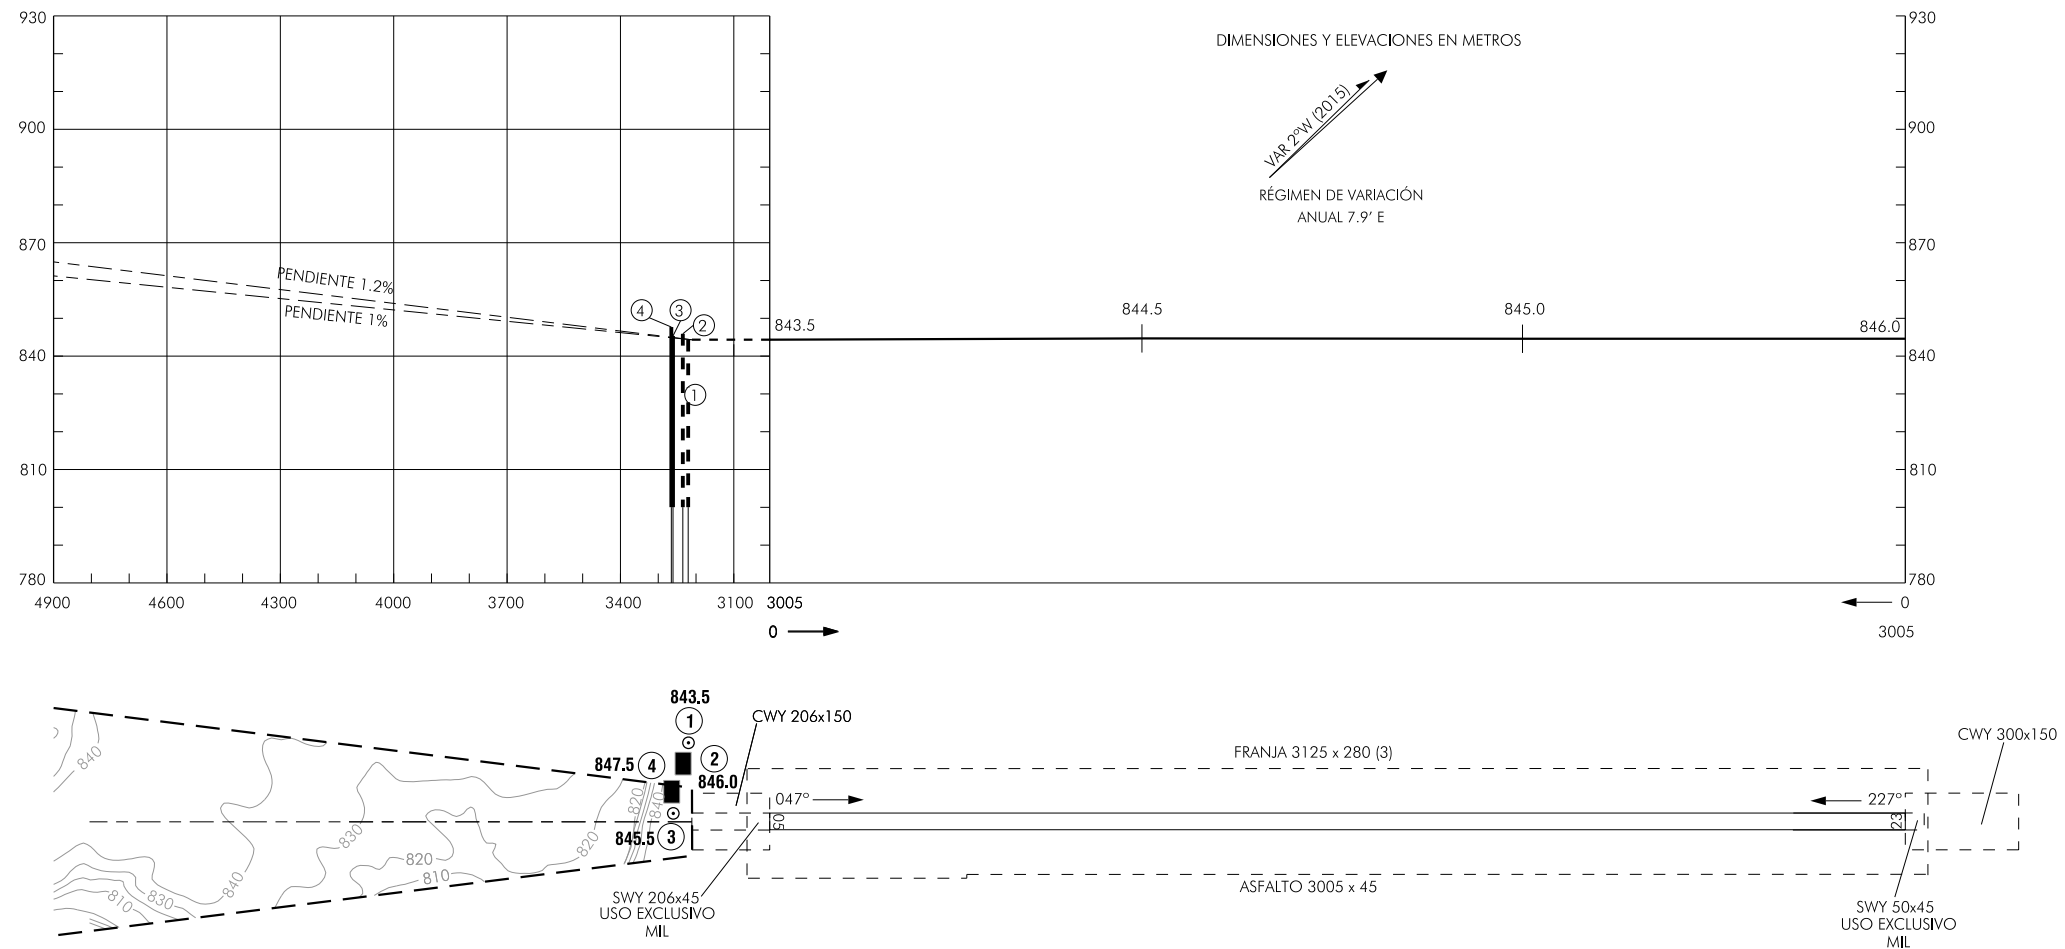 930
900
870
840
810
780
4900 4600 4300 4000 3700 3400 3100 3005
0
PENDIENTE 1.2%
PENDIENTE 1%
4 3 2
1
DIMENSIONES Y ELEVACIONES EN METROS
VAR 2°W (2015)
RÉGIMEN DE VARIACIÓN
ANUAL 7.9' E
843.5 844.5 845.0 846.0
930
900
870
840
810
780
0
3005
843.5
1
CWY 206x150
847.5 4 2
846.0
845.5 3
840
840
830
820
810
830
810
820
820
840
047°
05
FRANJA 3125 x 280 (3)
227°
23
CWY 300x150
ASFALTO 3005 x 45
SWY 206x45
USO EXCLUSIVO
MIL
SWY 50x45
USO EXCLUSIVO
MIL